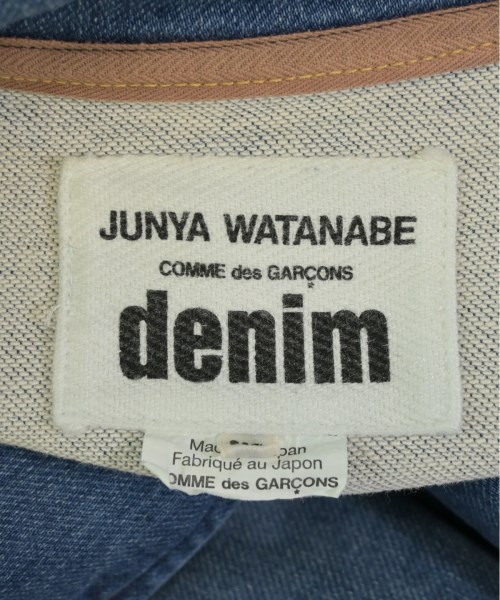 JUNYA WATANABE
COMME des GARÇONS
denim
Fabriqué au Japon
COMME des GARÇONS